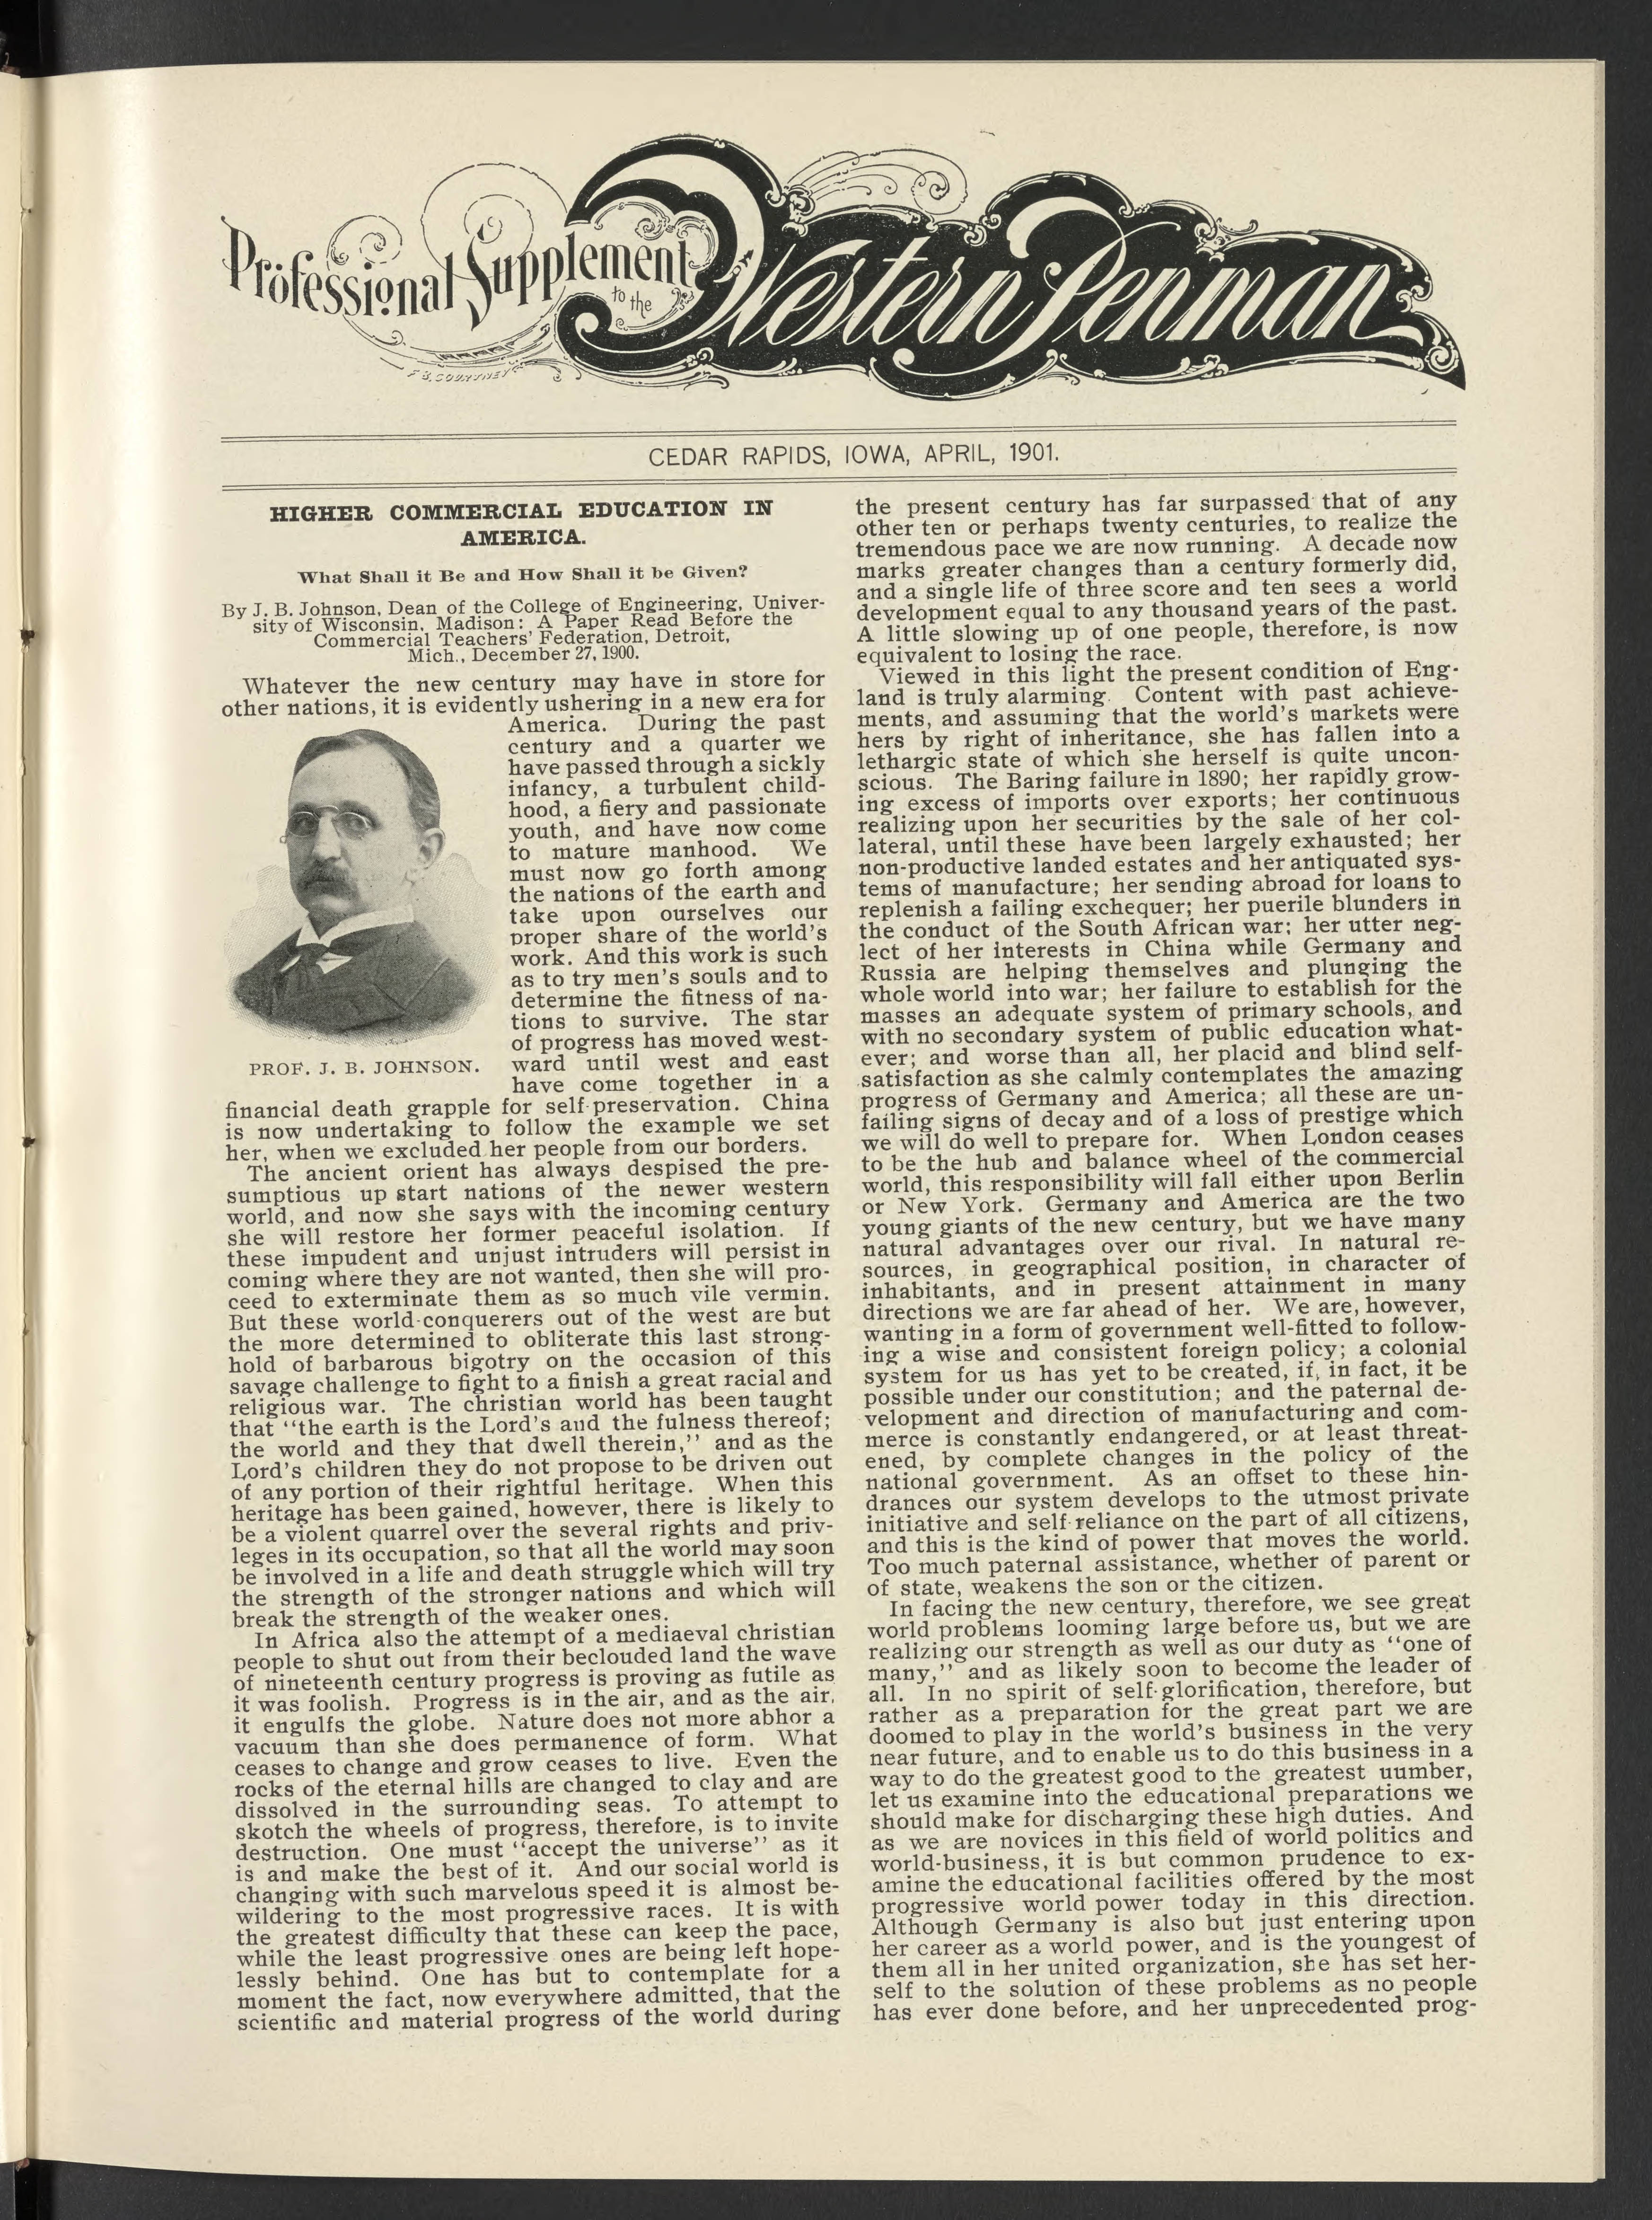 Professional Supplement
to the
Western Penman
F. B. COURTNEY
CEDAR RAPIDS, IOWA, APRIL, 1901.
HIGHER COMMERCIAL EDUCATION IN
AMERICA.
What Shall it Be and How Shall it be Given?
By J. B. Johnson, Dean of the College of Engineering, Univer-
sity of Wisconsin, Madison: A Paper Read Before the
Commercial Teachers' Federation, Detroit,
Mich., December 27, 1900.
Whatever the new century may have in store for
other nations, it is evidently ushering in a new era for
America. During the past
century and a quarter we
have passed through a sickly
infancy, a turbulent child-
hood, a fiery and passionate
youth, and have now come
to mature manhood. We
must now go forth among
the nations of the earth and
take upon ourselves our
proper share of the world's
work. And this work is such
as to try men's souls and to
determine the fitness of na-
tions to survive. The star
of progress has moved west-
ward until west and east
have come together in a
PROF. J. B. JOHNSON.
financial death grapple for self-preservation. China
is now undertaking to follow the example we set
her, when we excluded her people from our borders.
The ancient orient has always despised the pre-
sumptious up start nations of the newer western
world, and now she says with the incoming century
she will restore her former peaceful isolation. If
these impudent and unjust intruders will persist in
coming where they are not wanted, then she will pro-
ceed to exterminate them as so much vile vermin.
But these world-conquerers out of the west are but
the more determined to obliterate this last strong-
hold of barbarous bigotry on the occasion of this
savage challenge to fight to a finish a great racial and
religious war. The christian world has been taught
that "the earth is the Lord's and the fulness thereof;
the world and they that dwell therein," and as the
Lord's children they do not propose to be driven out
of any portion of their rightful heritage. When this
heritage has been gained, however, there is likely to
be a violent quarrel over the several rights and priv-
leges in its occupation, so that all the world may soon
be involved in a life and death struggle which will try
the strength of the stronger nations and which will
break the strength of the weaker ones.
In Africa also the attempt of a mediaeval christian
people to shut out from their beclouded land the wave
of nineteenth century progress is proving as futile as
it was foolish. Progress is in the air, and as the air,
it engulfs the globe. Nature does not more abhor a
vacuum than she does permanence of form. What
ceases to change and grow ceases to live. Even the
rocks of the eternal hills are changed to clay and are
dissolved in the surrounding seas. To attempt to
skotch the wheels of progress, therefore, is to invite
destruction. One must "accept the universe" as it
is and make the best of it. And our social world is
changing with such marvelous speed it is almost be-
wildering to the most progressive races. It is with
the greatest difficulty that these can keep the pace,
while the least progressive ones are being left hope-
lessly behind. One has but to contemplate for a
moment the fact, now everywhere admitted, that the
scientific and material progress of the world during
the present century has far surpassed that of any
other ten or perhaps twenty centuries, to realize the
tremendous pace we are now running. A decade now
marks greater changes than a century formerly did,
and a single life of three score and ten sees a world
development equal to any thousand years of the past.
A little slowing up of one people, therefore, is now
equivalent to losing the race.
Viewed in this light the present condition of Eng-
land is truly alarming. Content with past achieve-
ments, and assuming that the world's markets were
hers by right of inheritance, she has fallen into a
lethargic state of which she herself is quite uncon-
scious. The Baring failure in 1890; her rapidly grow-
ing excess of imports over exports; her continuous
realizing upon her securities by the sale of her col-
lateral, until these have been largely exhausted; her
non-productive landed estates and her antiquated sys-
tems of manufacture; her sending abroad for loans to
replenish a failing exchequer; her puerile blunders in
the conduct of the South African war; her utter neg-
lect of her interests in China while Germany and
Russia are helping themselves and plunging the
whole world into war; her failure to establish for the
masses an adequate system of primary schools, and
with no secondary system of public education what-
ever; and worse than all, her placid and blind self-
satisfaction as she calmly contemplates the amazing
progress of Germany and America; all these are un-
failing signs of decay and of a loss of prestige which
we will do well to prepare for. When London ceases
to be the hub and balance wheel of the commercial
world, this responsibility will fall either upon Berlin
or New York. Germany and America are the two
young giants of the new century, but we have many
natural advantages over our rival. In natural re-
sources, in geographical position, in character of
inhabitants, and in present attainment in many
directions we are far ahead of her. We are, however,
wanting in a form of government well-fitted to follow-
ing a wise and consistent foreign policy; a colonial
system for us has yet to be created, if, in fact, it be
possible under our constitution; and the paternal de-
velopment and direction of manufacturing and com-
merce is constantly endangered, or at least threat-
ened, by complete changes in the policy of the
national government. As an offset to these hin-
drances our system develops to the utmost private
initiative and self-reliance on the part of all citizens,
and this is the kind of power that moves the world.
Too much paternal assistance, whether of parent or
of state, weakens the son or the citizen.
In facing the new century, therefore, we see great
world problems looming large before us, but we are
realizing our strength as well as our duty as "one of
many," and as likely soon to become the leader of
all. In no spirit of self-glorification, therefore, but
rather as a preparation for the great part we are
doomed to play in the world's business in the very
near future, and to enable us to do this business in a
way to do the greatest good to the greatest uumber,
let us examine into the educational preparations we
should make for discharging these high duties. And
as we are novices in this field of world politics and
world-business, it is but common prudence to ex-
amine the educational facilities offered by the most
progressive world power today in this direction.
Although Germany is also but just entering upon
her career as a world power, and is the youngest of
them all in her united organization, she has set her-
self to the solution of these problems as no people
has ever done before, and her unprecedented prog-